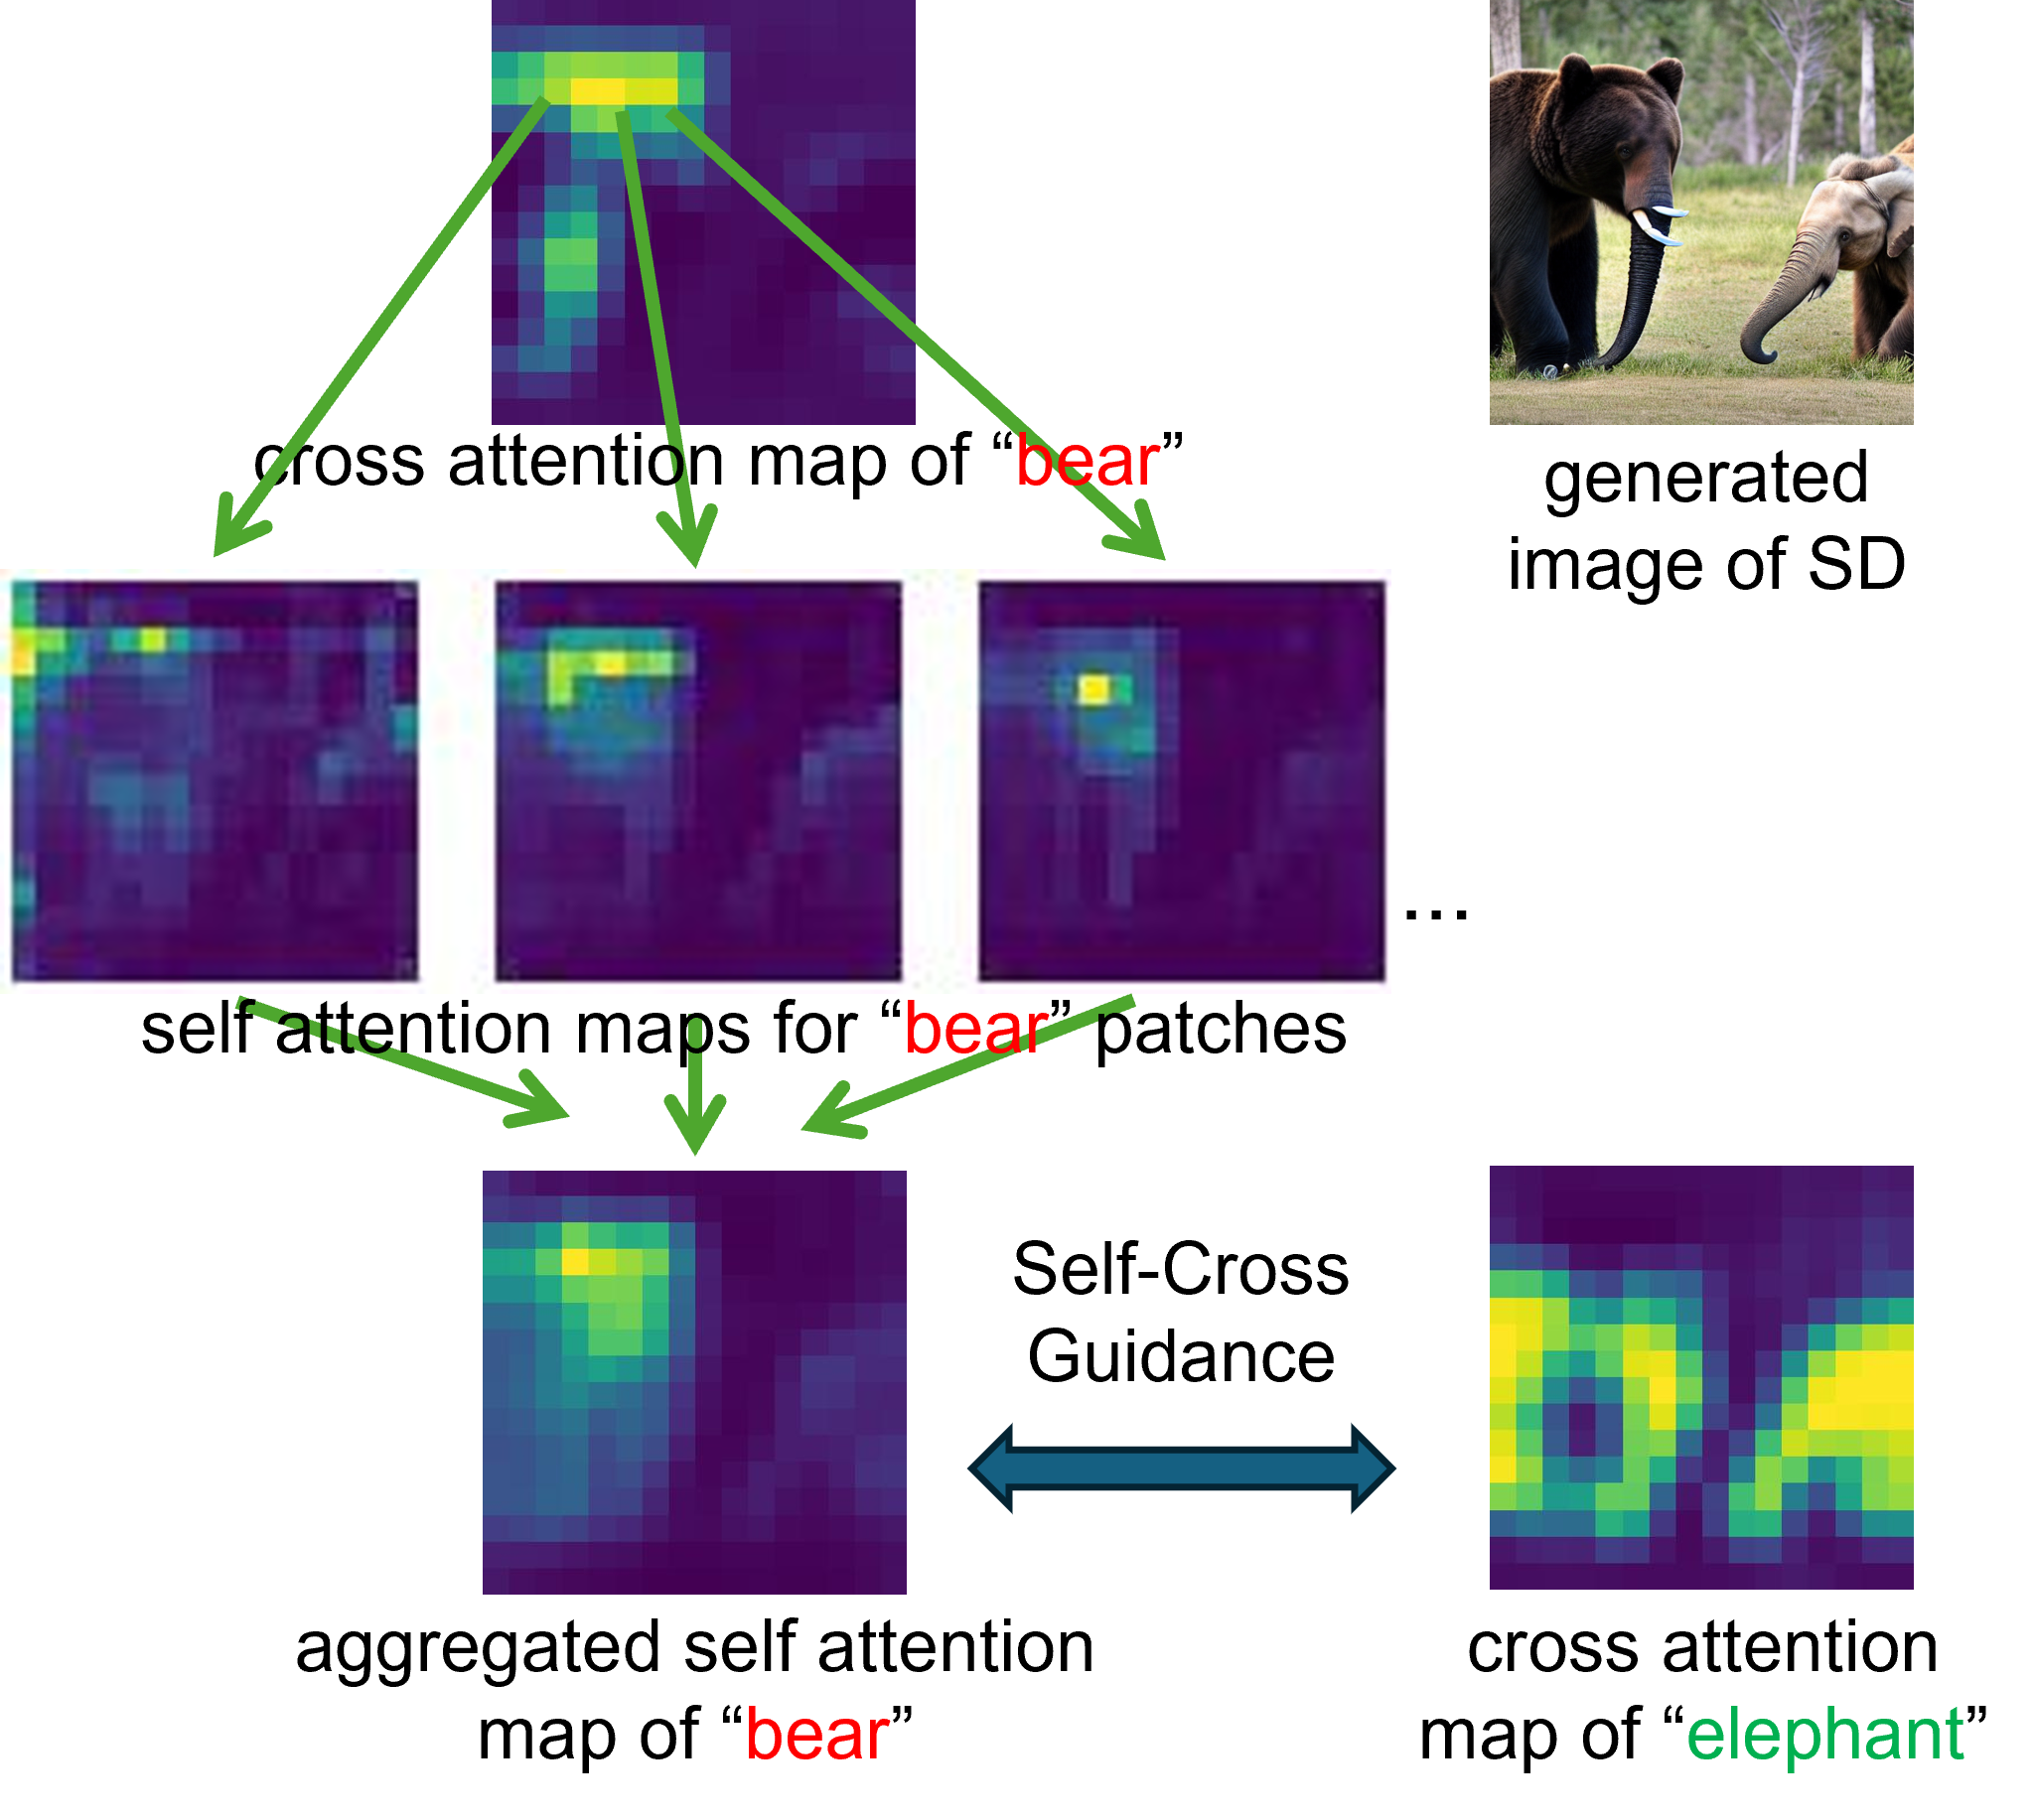 cross attention map of “bear”
generated
image of SD
...
self attention maps for “bear” patches
Self-Cross
Guidance
aggregated self attention
map of “bear”
cross attention
map of “elephant”